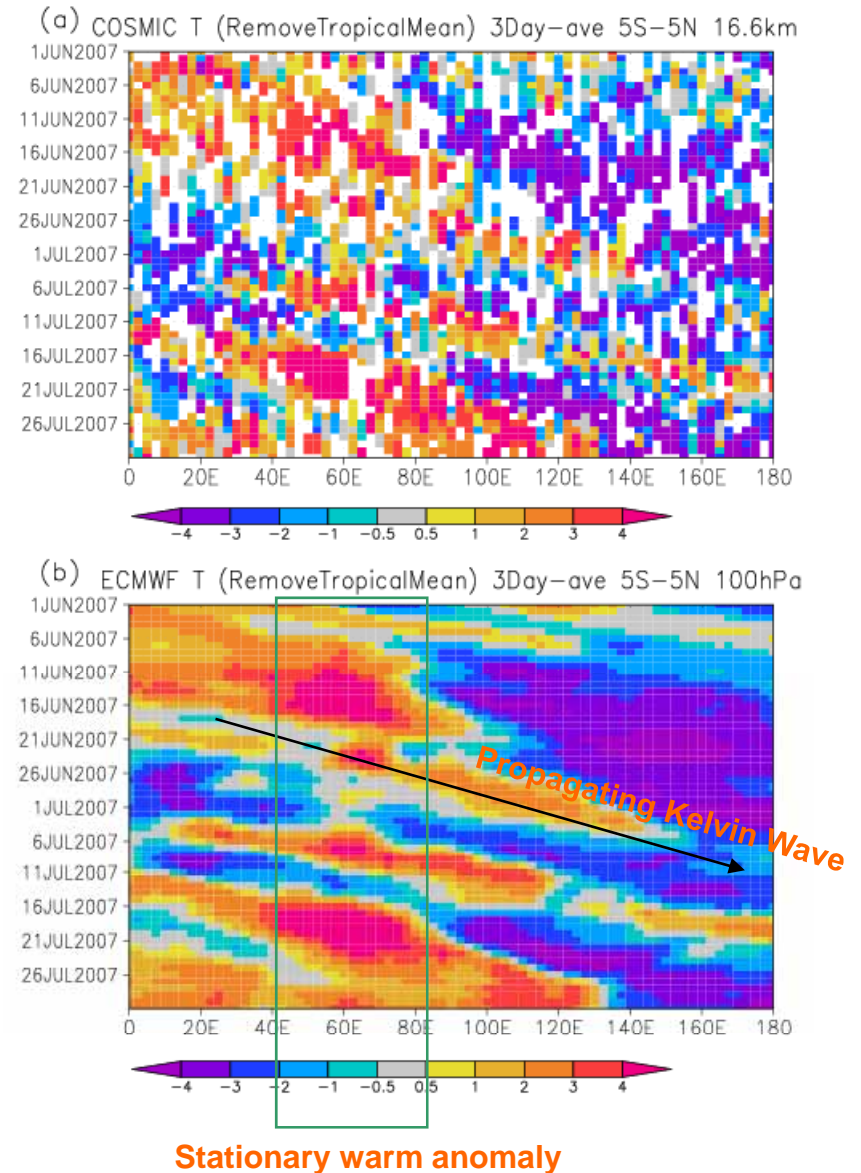 (a) COSMIC T (RemoveTropicalMean) 3Day-ave 5S-5N 16.6km
1JUN2007
6JUN2007
11JUN2007
16JUN2007
21JUN2007
26JUN2007
1JUL2007
6JUL2007
11JUL2007
16JUL2007
21JUL2007
26JUL2007
0 20E 40E 60E 80E 100E 120E 140E 160E 180
-4 -3 -2 -1 -0.5 0.5 1 2 3 4
(b) ECMWF T (RemoveTropicalMean) 3Day-ave 5S-5N 100hPa
1JUN2007
6JUN2007
11JUN2007
16JUN2007
21JUN2007
26JUN2007
1JUL2007
6JUL2007
11JUL2007
16JUL2007
21JUL2007
26JUL2007
Propagating Kelvin Wave
0 20E 40E 60E 80E 100E 120E 140E 160E 180
-4 -3 -2 -1 -0.5 0.5 1 2 3 4
Stationary warm anomaly